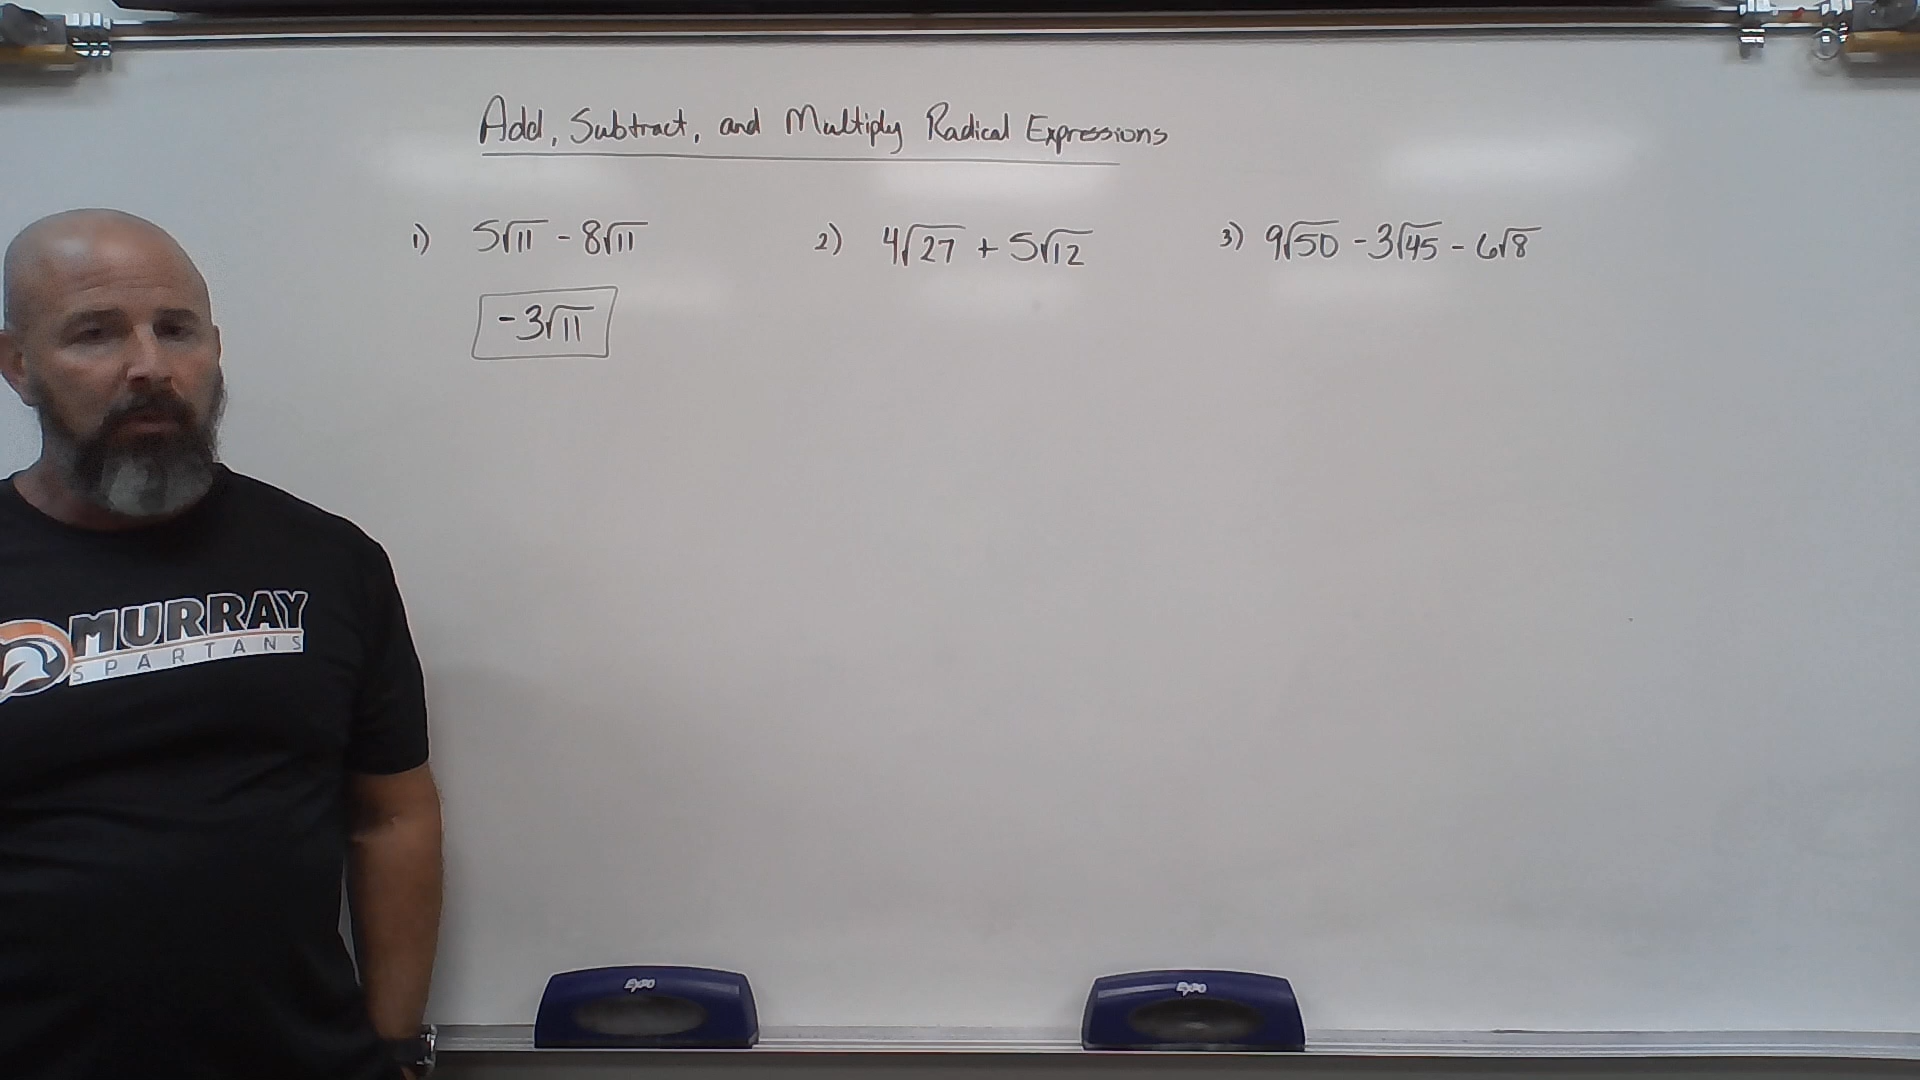 Add, Subtract, and Multiply Radical Expressions
1) 5√11 - 8√11
2) 4√27 + 5√12
3) 9√50 - 3√45 - 6√8
-3√11
MURRAY
SPARTANS
Expo
Expo